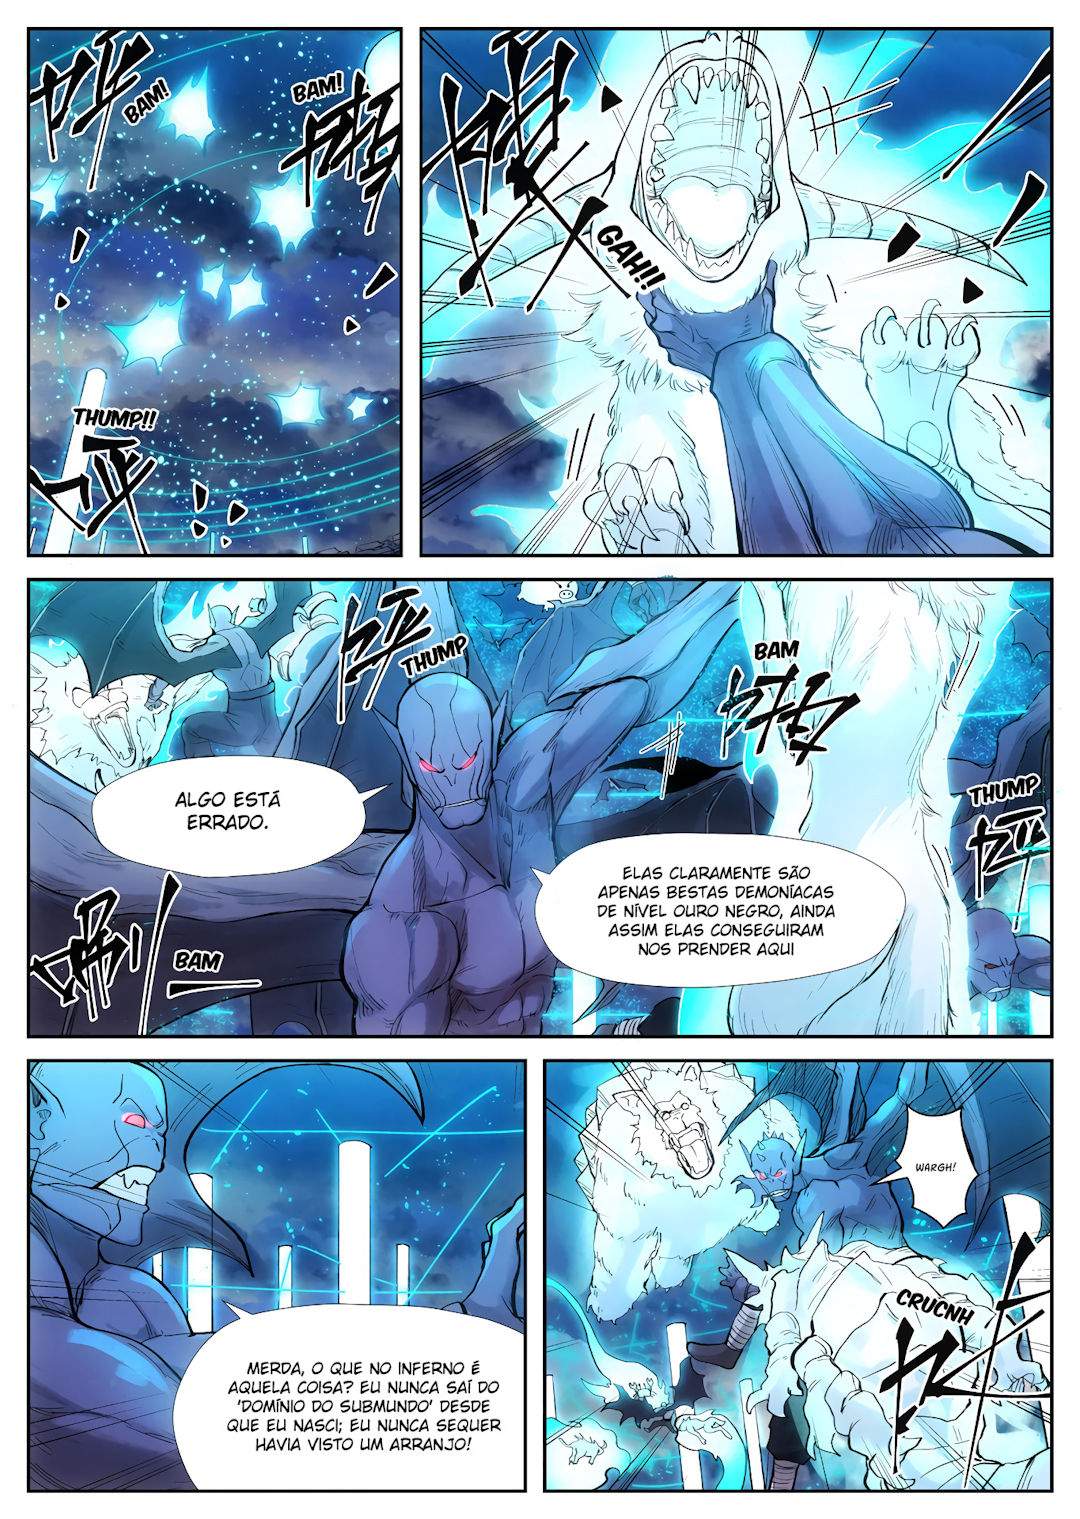 BAM!
BAM!
THUMP!!
GAH!!!
THUMP
BAM
ALGO ESTÁ
ERRADO.
THUMP
ELAS CLARAMENTE SÃO
APENAS BESTAS DEMONÍACAS
DE NÍVEL OURO NEGRO, AINDA
ASSIM ELAS CONSEGUIRAM
NOS PRENDER AQUI
BAM
MERDA, O QUE NO INFERNO É
AQUELA COISA? EU NUNCA SAÍ DO
'DOMÍNIO DO SUBMUNDO' DESDE
QUE EU NASCI; EU NUNCA SEQUER
HAVIA VISTO UM ARRANJO!
WARGH!
CRUCNH